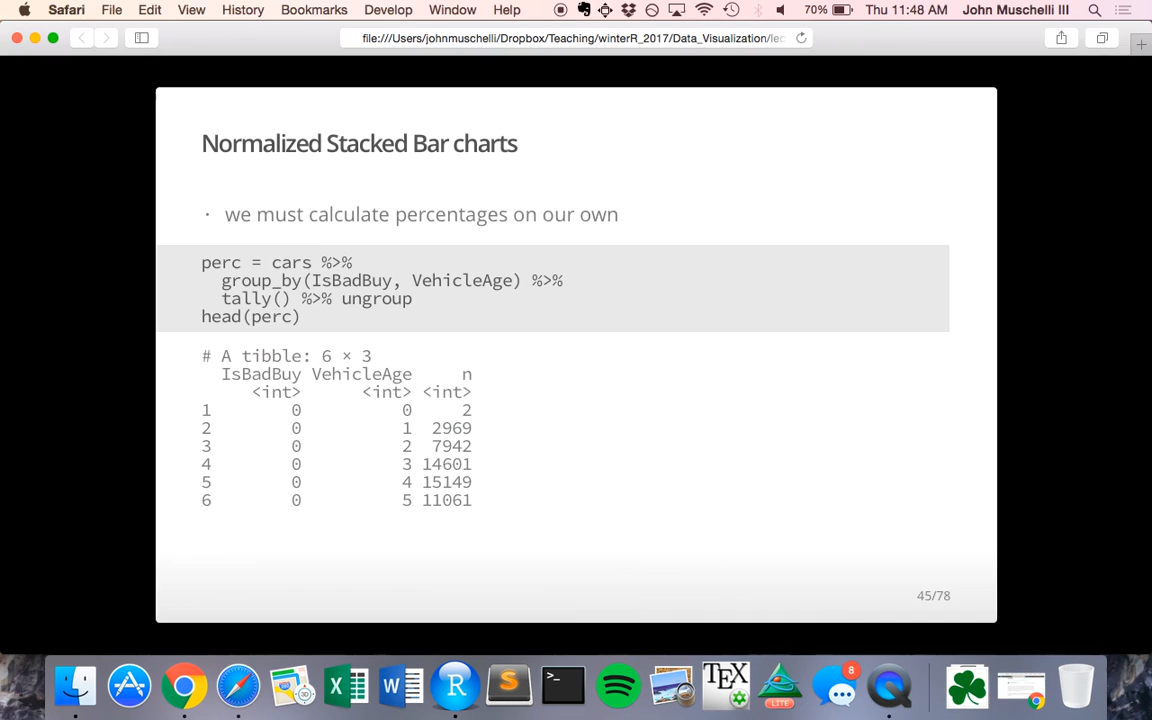 Safari File Edit View History Bookmarks Develop Window Help 70% Thu 11:48 AM John Muschelli III
file:///Users/johnmuschelli/Dropbox/Teaching/winterR_2017/Data_Visualization/lec
Normalized Stacked Bar charts
· we must calculate percentages on our own
perc = cars %>%
  group_by(IsBadBuy, VehicleAge) %>%
  tally() %>% ungroup
head(perc)
# A tibble: 6 × 3
  IsBadBuy VehicleAge     n
     <int>      <int> <int>
1        0          0     2
2        0          1  2969
3        0          2  7942
4        0          3 14601
5        0          4 15149
6        0          5 11061
45/78
X W R S >_ TEX LITE 8